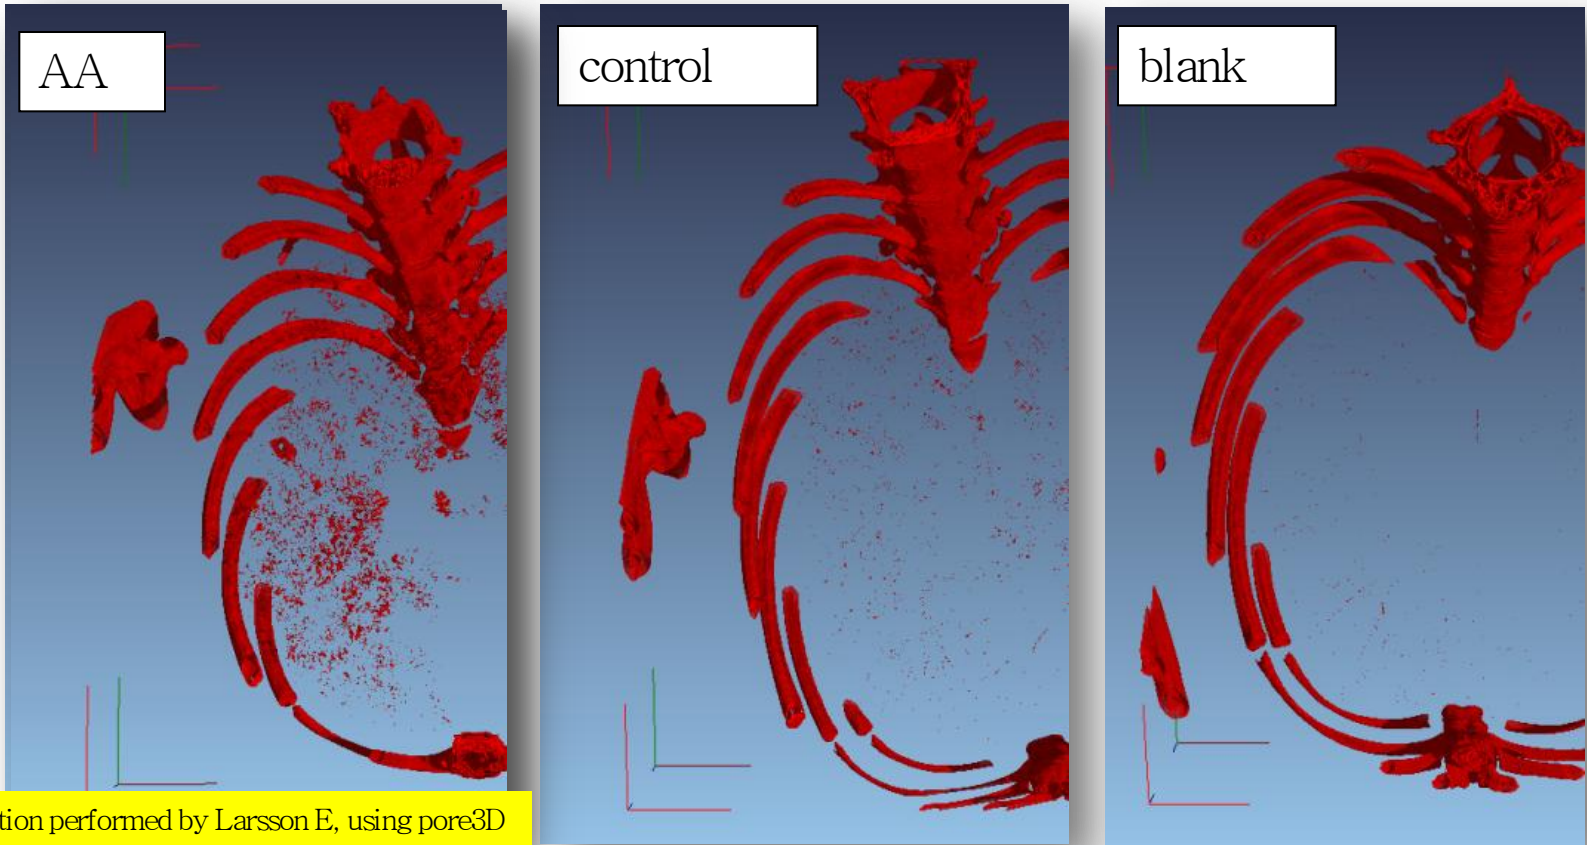 AA
control
blank
tion performed by Larsson E, using pore3D